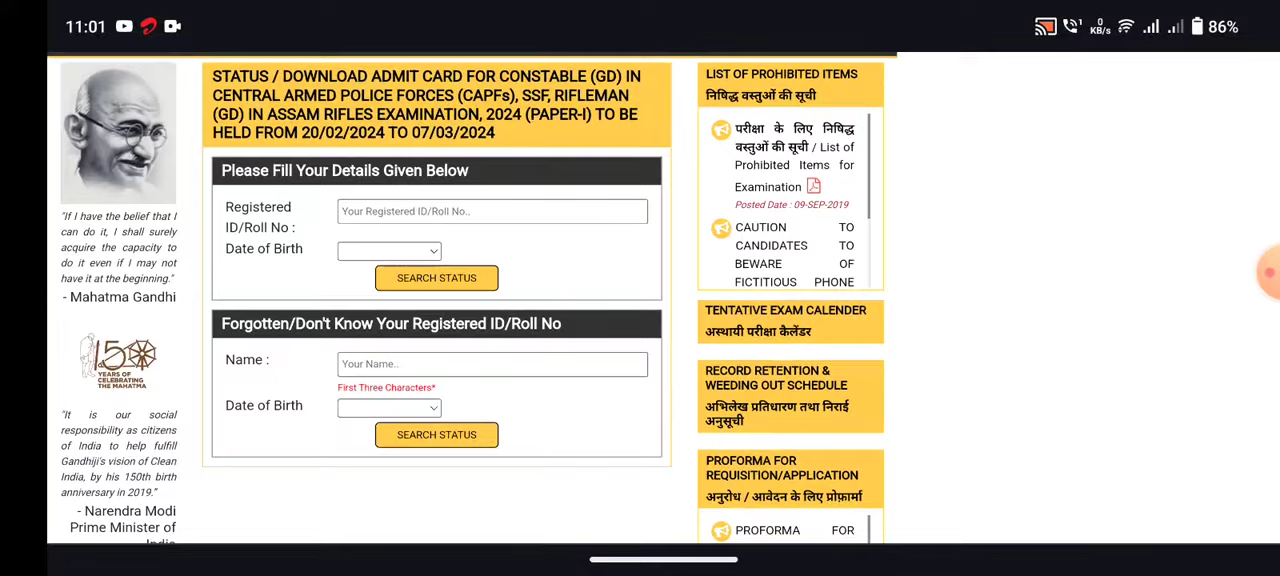 11:01
0
KB/s
86%
"If I have the belief that I
can do it, I shall surely
acquire the capacity to
do it even if I may not
have it at the beginning."
- Mahatma Gandhi
150
YEARS OF
CELEBRATING
THE MAHATMA
"It is our social
responsibility as citizens
of India to help fulfill
Gandhiji's vision of Clean
India, by his 150th birth
anniversary in 2019."
- Narendra Modi
Prime Minister of
India
STATUS / DOWNLOAD ADMIT CARD FOR CONSTABLE (GD) IN
CENTRAL ARMED POLICE FORCES (CAPFs), SSF, RIFLEMAN
(GD) IN ASSAM RIFLES EXAMINATION, 2024 (PAPER-I) TO BE
HELD FROM 20/02/2024 TO 07/03/2024
Please Fill Your Details Given Below
Registered
ID/Roll No :
Your Registered ID/Roll No..
Date of Birth
SEARCH STATUS
Forgotten/Don't Know Your Registered ID/Roll No
Name :
Your Name..
First Three Characters*
Date of Birth
SEARCH STATUS
LIST OF PROHIBITED ITEMS
निषिद्ध वस्तुओं की सूची
परीक्षा के लिए निषिद्ध
वस्तुओं की सूची / List of
Prohibited Items for
Examination
Posted Date : 09-SEP-2019
CAUTION TO
CANDIDATES TO
BEWARE OF
FICTITIOUS PHONE
TENTATIVE EXAM CALENDER
अस्थायी परीक्षा कैलेंडर
RECORD RETENTION &
WEEDING OUT SCHEDULE
अभिलेख प्रतिधारण तथा निराई
अनुसूची
PROFORMA FOR
REQUISITION/APPLICATION
अनुरोध / आवेदन के लिए प्रोफ़ार्मा
PROFORMA FOR